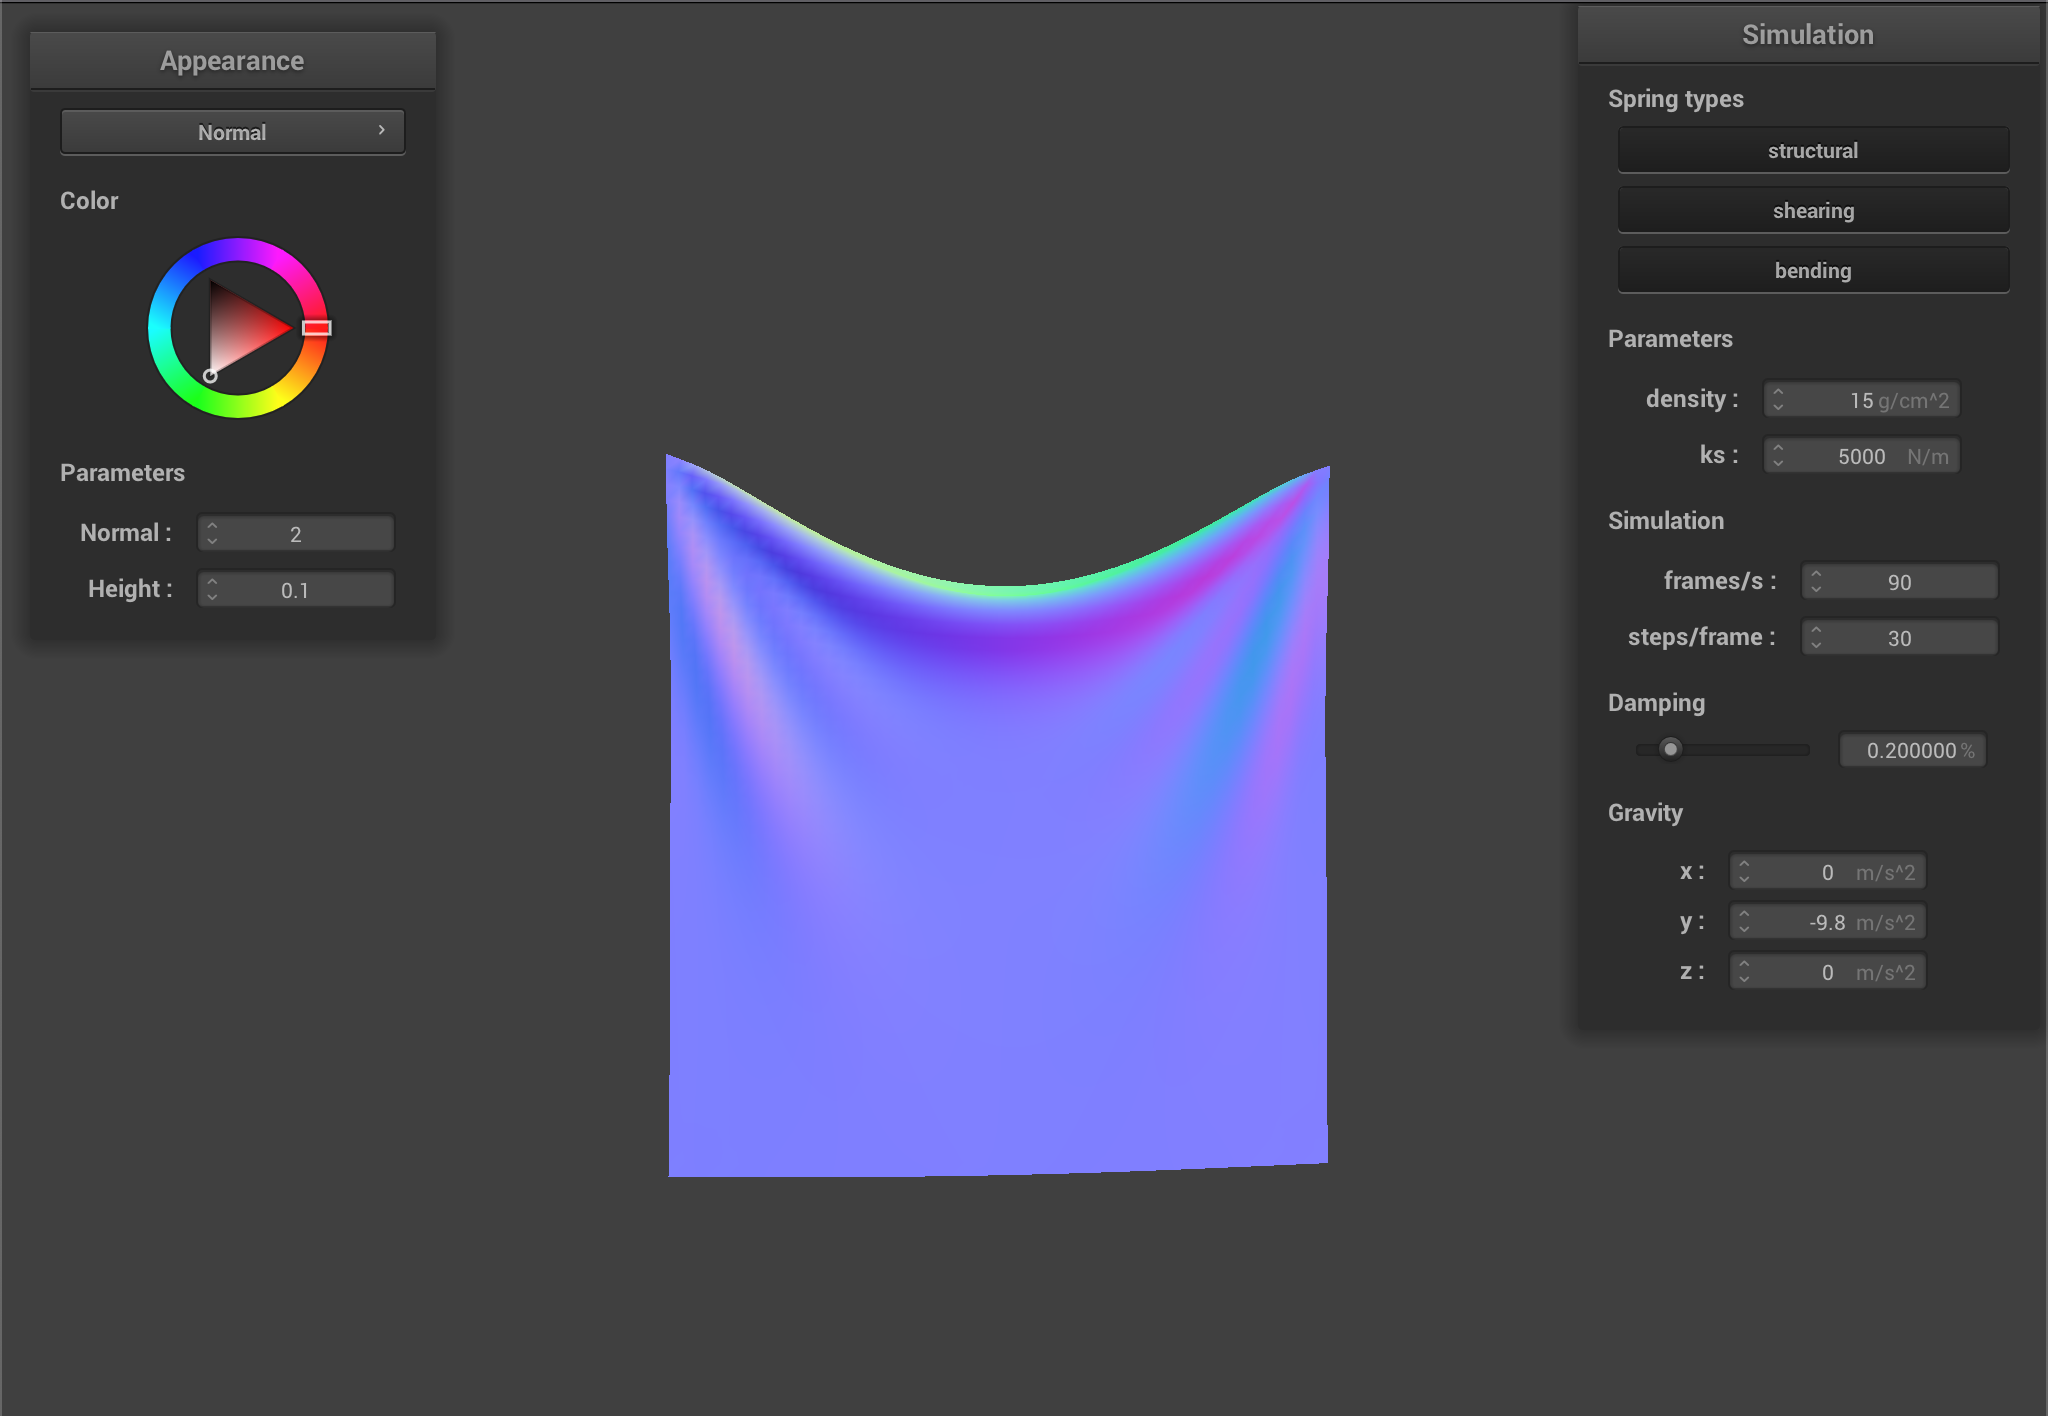 Appearance
Normal
Color
Parameters
Normal : 2
Height : 0.1
Simulation
Spring types
structural
shearing
bending
Parameters
density : 15 g/cm^2
ks : 5000 N/m
Simulation
frames/s : 90
steps/frame : 30
Damping
0.200000 %
Gravity
x : 0 m/s^2
y : -9.8 m/s^2
z : 0 m/s^2